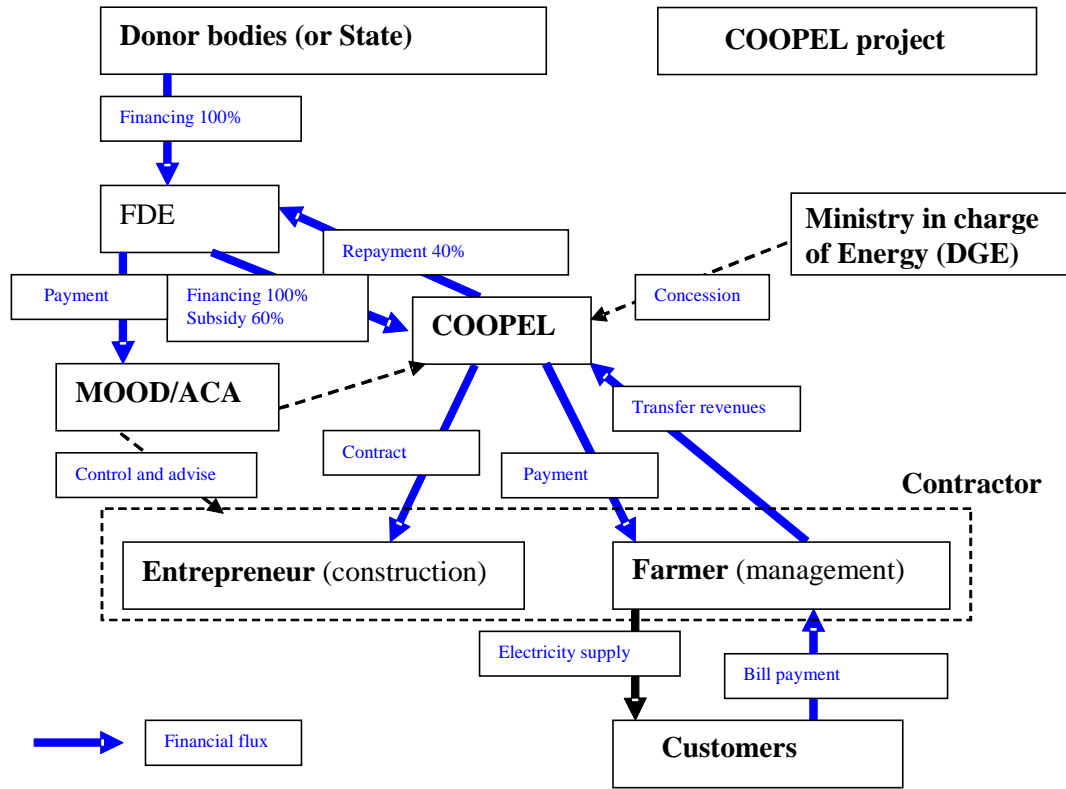 Donor bodies (or State)
COOPEL project
Financing 100%
FDE
Ministry in charge
of Energy (DGE)
Repayment 40%
Payment
Financing 100%
Subsidy 60%
Concession
COOPEL
MOOD/ACA
Transfer revenues
Contract
Payment
Control and advise
Contractor
Entrepreneur (construction)
Farmer (management)
Electricity supply
Bill payment
Financial flux
Customers